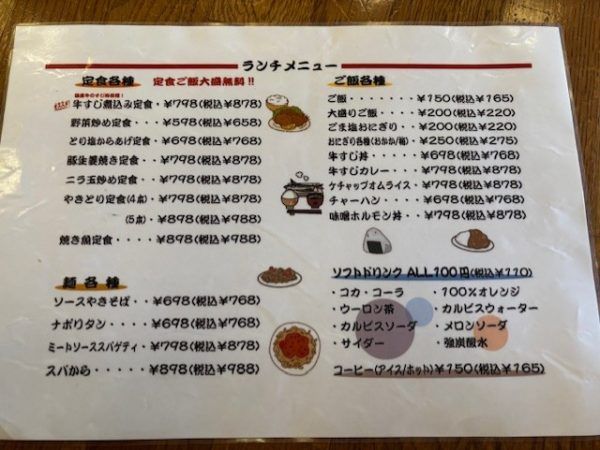 ランチメニュー
定食各種 定食ご飯大盛無料!!
牛すじ煮込み定食・・¥798(税込¥878)
野菜炒め定食・・・・¥598(税込¥658)
とり塩からあげ定食・¥698(税込¥768)
豚生姜焼き定食・・・¥798(税込¥878)
ニラ玉炒め定食・・・¥798(税込¥878)
やきとり定食(4本)・¥798(税込¥878)
(5本)・¥898(税込¥988)
焼き魚定食・・・・・¥898(税込¥988)
麺各種
ソースやきそば・・¥698(税込¥768)
ナポリタン・・・・¥698(税込¥768)
ミートソーススパゲティ・¥798(税込¥878)
スパから・・・・・¥898(税込¥988)
ご飯各種
ご飯・・・・・・・¥150(税込¥165)
大盛りご飯・・・・¥200(税込¥220)
ごま塩おにぎり・・¥200(税込¥220)
おにぎり各種(おかか/梅)・¥250(税込¥275)
牛すじ丼・・・・・¥698(税込¥768)
牛すじカレー・・・¥798(税込¥878)
ケチャップオムライス・¥798(税込¥878)
チャーハン・・・・¥698(税込¥768)
味噌ホルモン丼・・¥798(税込¥878)
ソフトドリンク ALL100円(税込¥110)
・コカ・コーラ ・100%オレンジ
・ウーロン茶 ・カルピスウォーター
・カルピスソーダ ・メロンソーダ
・サイダー ・強炭酸水
コーヒー(アイス/ホット)¥150(税込¥165)